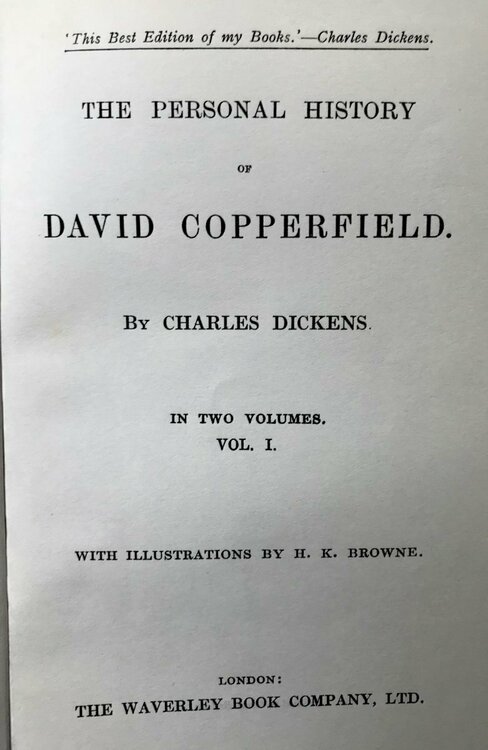 'This Best Edition of my Books.'—Charles Dickens.
THE PERSONAL HISTORY
OF
DAVID COPPERFIELD.
By CHARLES DICKENS.
IN TWO VOLUMES.
VOL. I.
WITH ILLUSTRATIONS BY H. K. BROWNE.
LONDON:
THE WAVERLEY BOOK COMPANY, LTD.